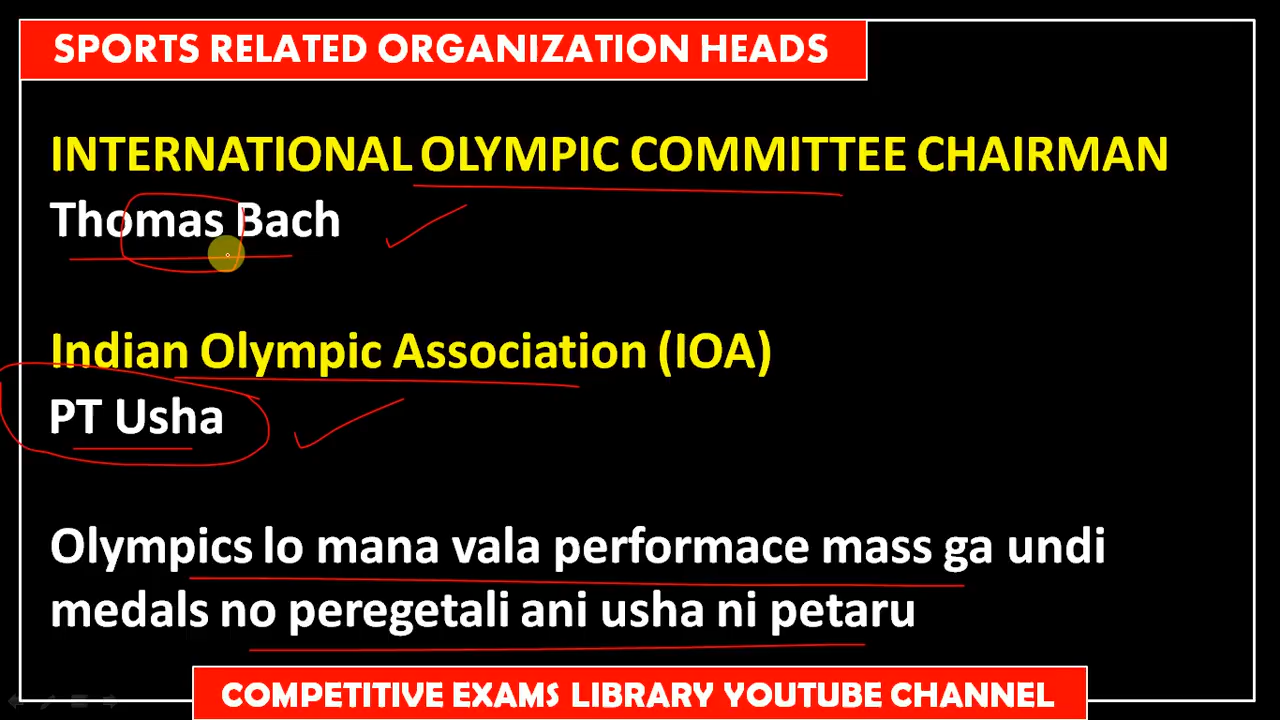 SPORTS RELATED ORGANIZATION HEADS
INTERNATIONAL OLYMPIC COMMITTEE CHAIRMAN
Thomas Bach
Indian Olympic Association (IOA)
PT Usha
Olympics lo mana vala performace mass ga undi
medals no peregetali ani usha ni petaru
COMPETITIVE EXAMS LIBRARY YOUTUBE CHANNEL